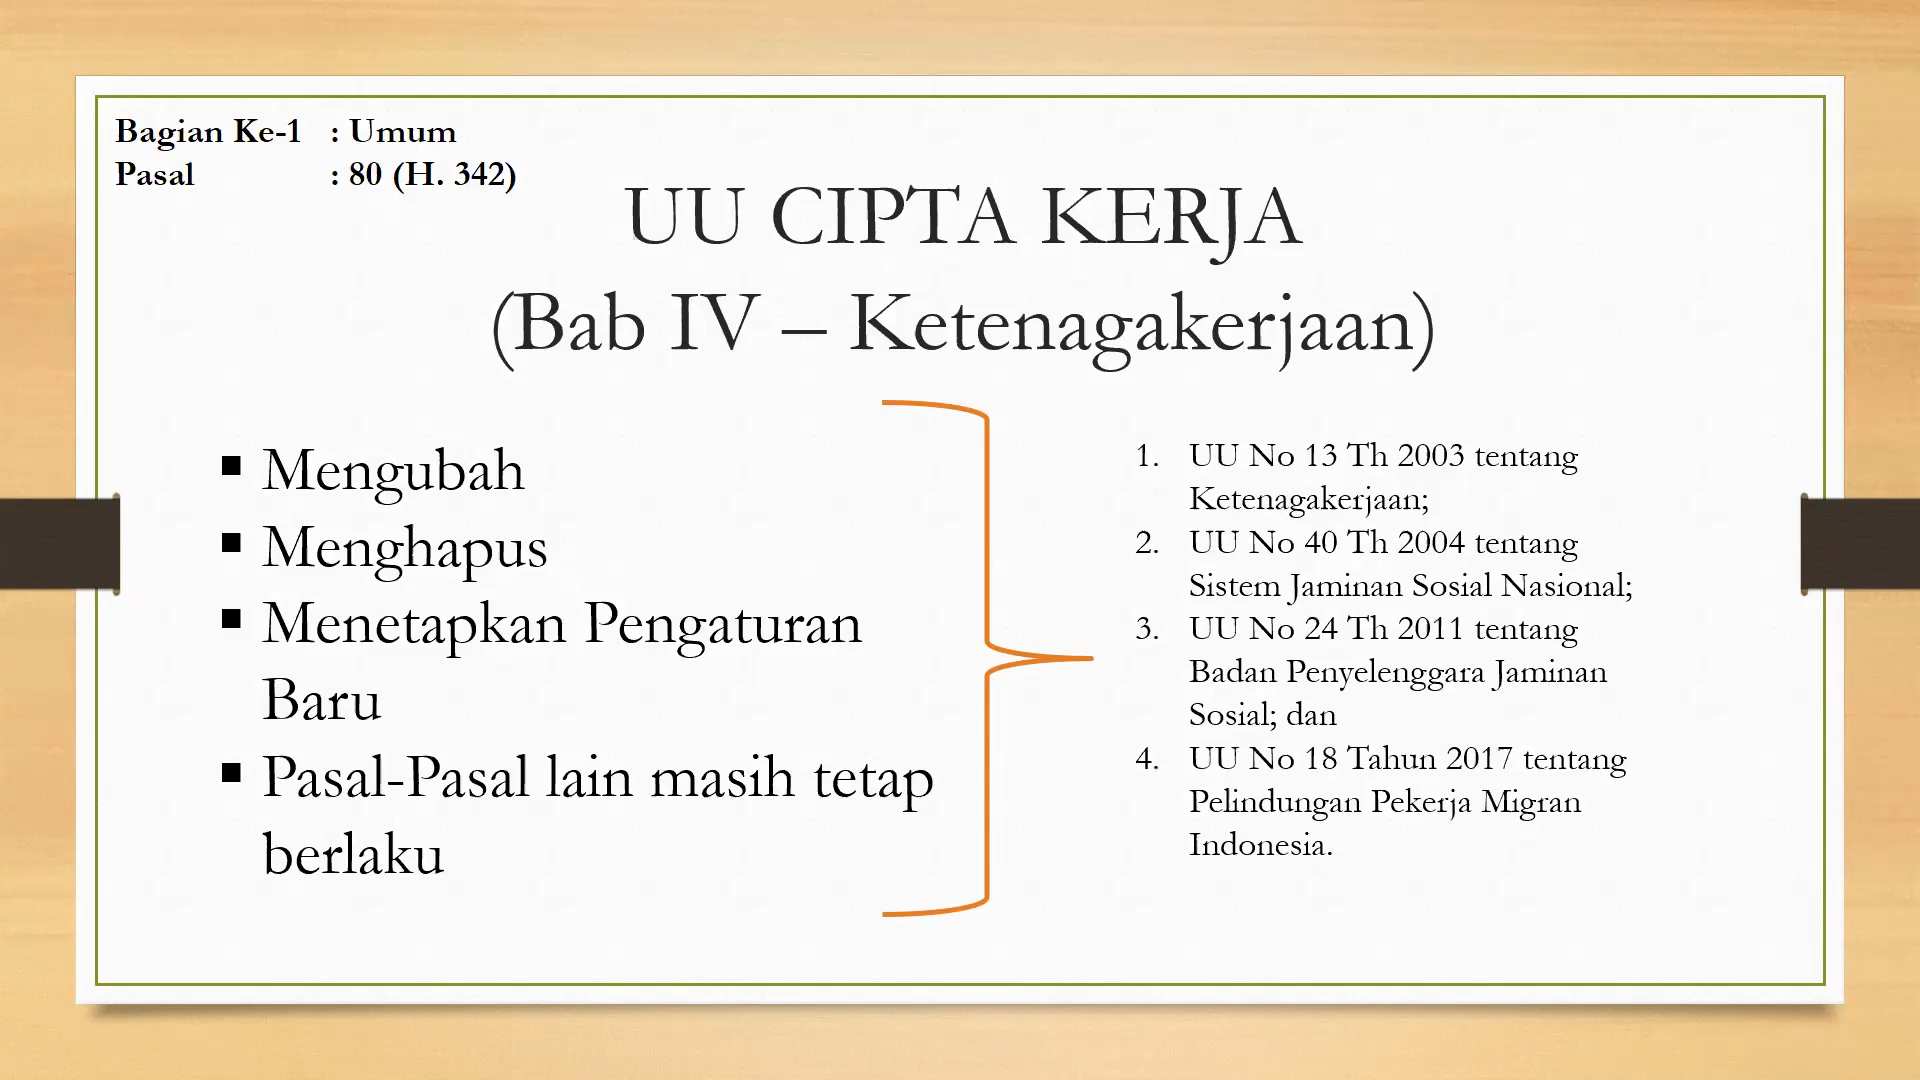 Bagian Ke-1 : Umum
Pasal : 80 (H. 342)
UU CIPTA KERJA
(Bab IV – Ketenagakerjaan)
▪ Mengubah
▪ Menghapus
▪ Menetapkan Pengaturan
Baru
▪ Pasal-Pasal lain masih tetap
berlaku
1. UU No 13 Th 2003 tentang
Ketenagakerjaan;
2. UU No 40 Th 2004 tentang
Sistem Jaminan Sosial Nasional;
3. UU No 24 Th 2011 tentang
Badan Penyelenggara Jaminan
Sosial; dan
4. UU No 18 Tahun 2017 tentang
Pelindungan Pekerja Migran
Indonesia.